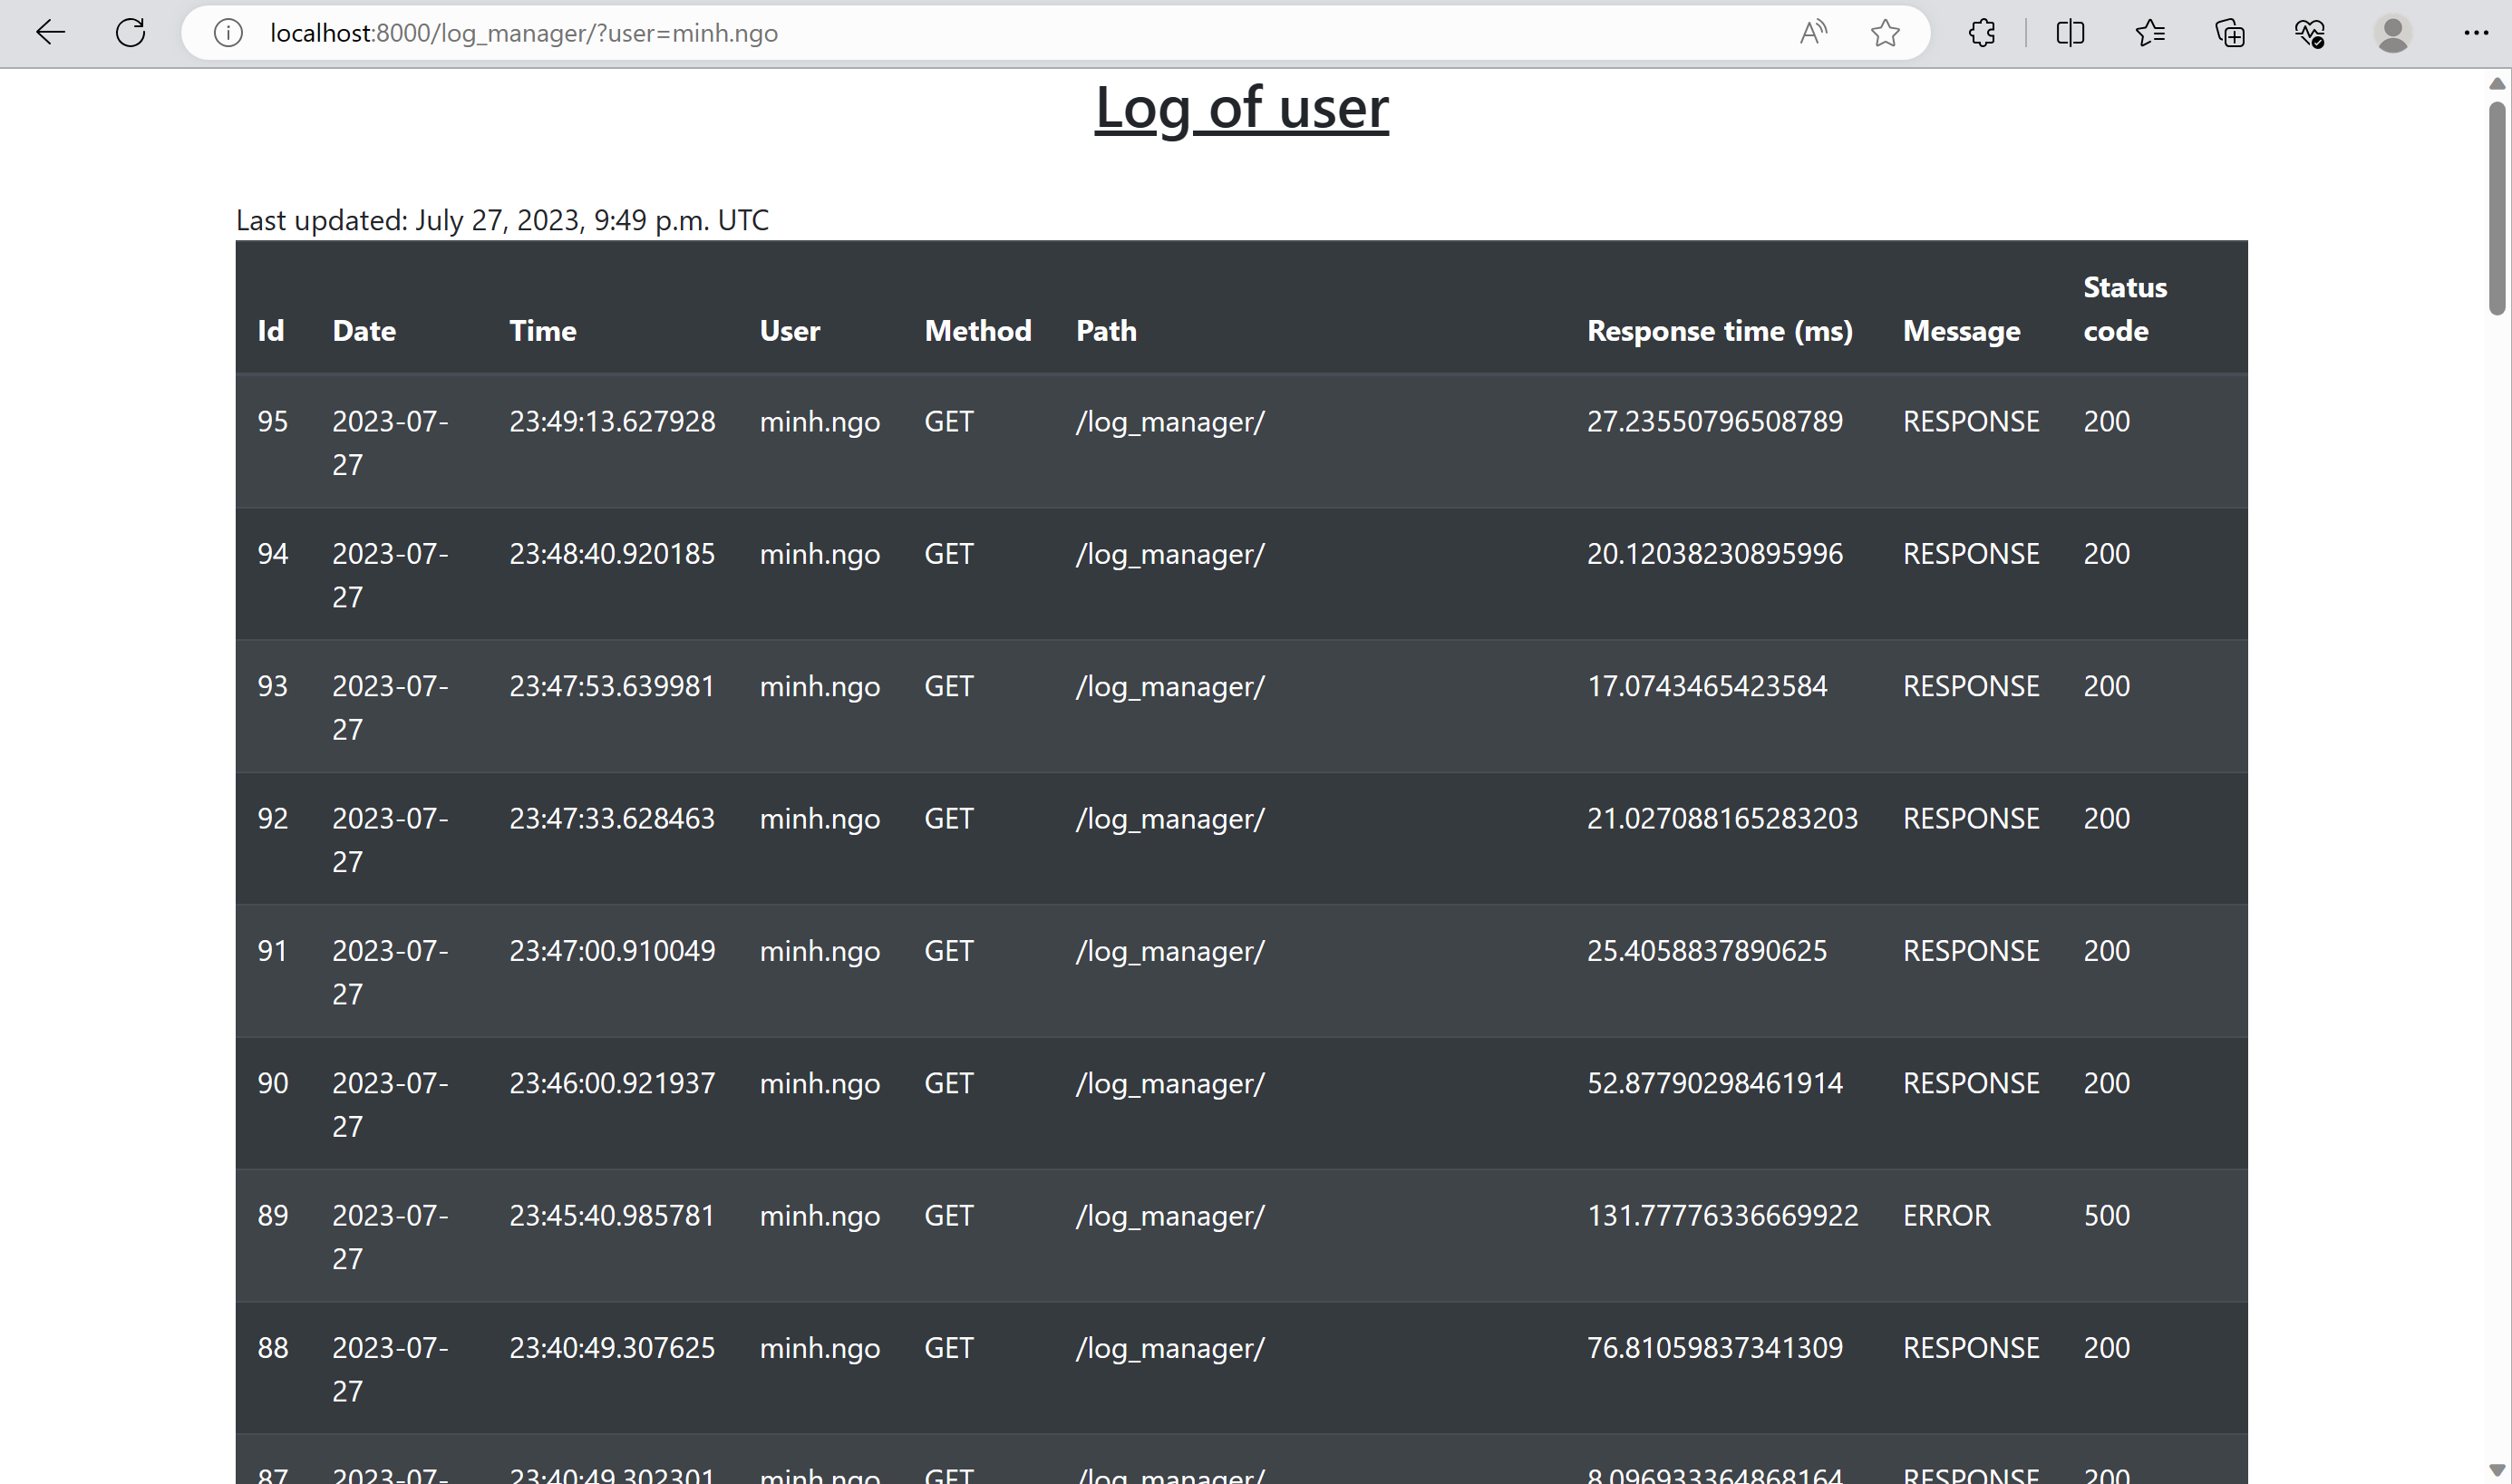 localhost:8000/log_manager/?user=minh.ngo
Log of user
Last updated: July 27, 2023, 9:49 p.m. UTC
Id Date Time User Method Path Response time (ms) Message Status code
95 2023-07-27 23:49:13.627928 minh.ngo GET /log_manager/ 27.23550796508789 RESPONSE 200
94 2023-07-27 23:48:40.920185 minh.ngo GET /log_manager/ 20.12038230895996 RESPONSE 200
93 2023-07-27 23:47:53.639981 minh.ngo GET /log_manager/ 17.0743465423584 RESPONSE 200
92 2023-07-27 23:47:33.628463 minh.ngo GET /log_manager/ 21.027088165283203 RESPONSE 200
91 2023-07-27 23:47:00.910049 minh.ngo GET /log_manager/ 25.4058837890625 RESPONSE 200
90 2023-07-27 23:46:00.921937 minh.ngo GET /log_manager/ 52.87790298461914 RESPONSE 200
89 2023-07-27 23:45:40.985781 minh.ngo GET /log_manager/ 131.77776336669922 ERROR 500
88 2023-07-27 23:40:49.307625 minh.ngo GET /log_manager/ 76.81059837341309 RESPONSE 200
87 2023-07- 23:40:49.302301 minh.ngo GET /log_manager/ 8.096933364868164 RESPONSE 200